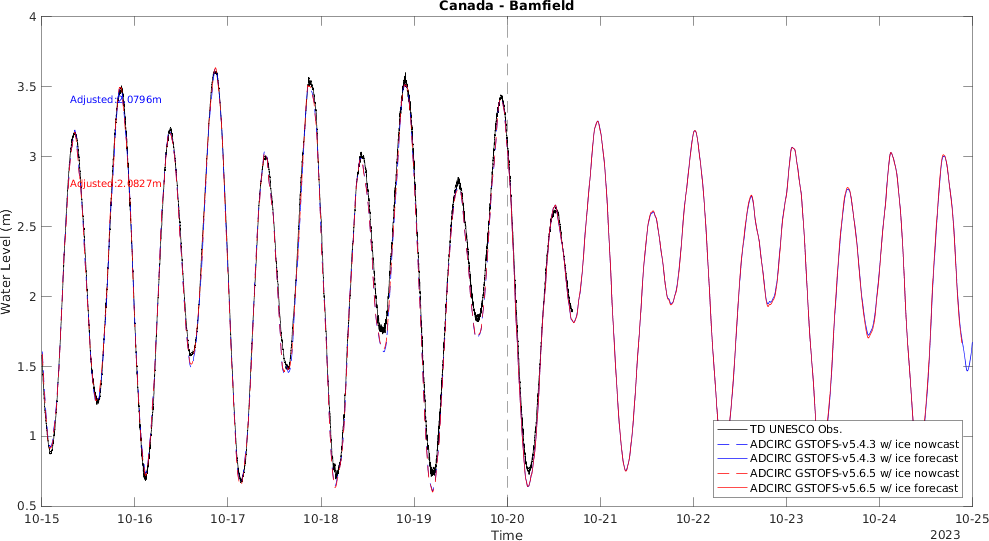 Canada - Bamfield
4
3.5
3
2.5
2
1.5
1
0.5
Water Level (m)
Adjusted:2.0796m
Adjusted:2.0827m
10-15
10-16
10-17
10-18
10-19
10-20
10-21
10-22
10-23
10-24
10-25
Time
2023
TD UNESCO Obs.
ADCIRC GSTOFS-v5.4.3 w/ ice nowcast
ADCIRC GSTOFS-v5.4.3 w/ ice forecast
ADCIRC GSTOFS-v5.6.5 w/ ice nowcast
ADCIRC GSTOFS-v5.6.5 w/ ice forecast